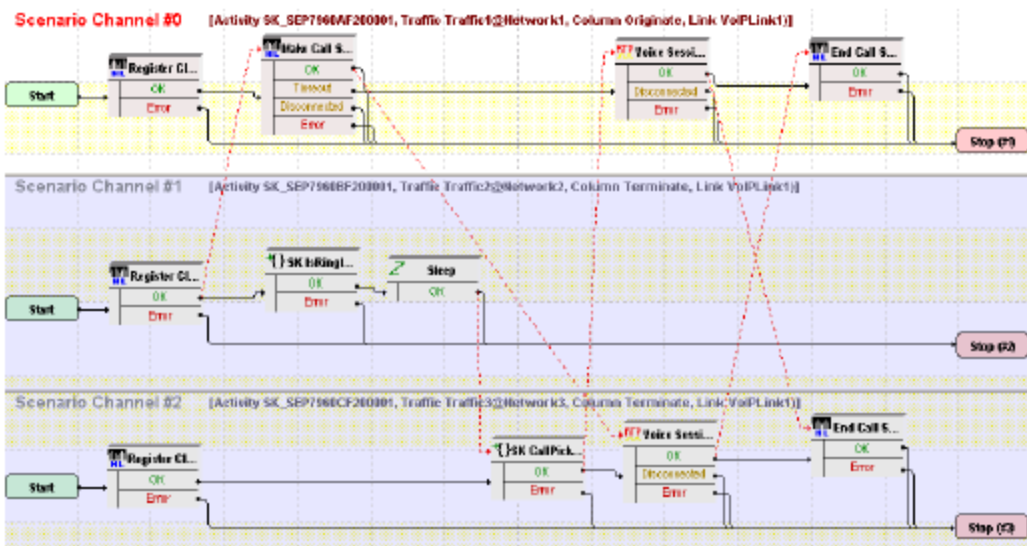 Scenario Channel #0 [Activity SK_SEP7960AF200001, Traffic Traffic1@Network1, Column Originate, Link VoIPLink1)]
Register Cl...
OK
Error
Make Call S...
OK
Timeout
Disconnected
Error
Voice Sessi...
OK
Disconnected
Error
End Call S...
OK
Error
Start
Stop (#1)
Scenario Channel #1 [Activity SK_SEP7960BF200001, Traffic Traffic2@Network2, Column Terminate, Link VoIPLink1)]
Register Cl...
OK
Error
{} SK IsRingI...
OK
Error
Sleep
OK
Start
Stop (#2)
Scenario Channel #2 [Activity SK_SEP7960CF200001, Traffic Traffic3@Network3, Column Terminate, Link VoIPLink1)]
Register Cl...
OK
Error
{} SK CallPick...
OK
Error
Voice Sessi...
OK
Disconnected
Error
End Call S...
OK
Error
Start
Stop (#3)